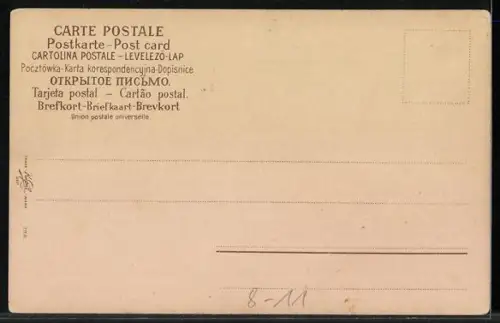 CARTE POSTALE
Postkarte – Post card
CARTOLINA POSTALE – LEVELEZŐ-LAP
Pocztówka-Karta korespondencyjna-Dopisnice
ОТКРЫТОЕ ПИСЬМО.
Tarjeta postal – Cartão postal.
Brefkort-Briefkaart-Brevkort
Union postale universelle
8-11